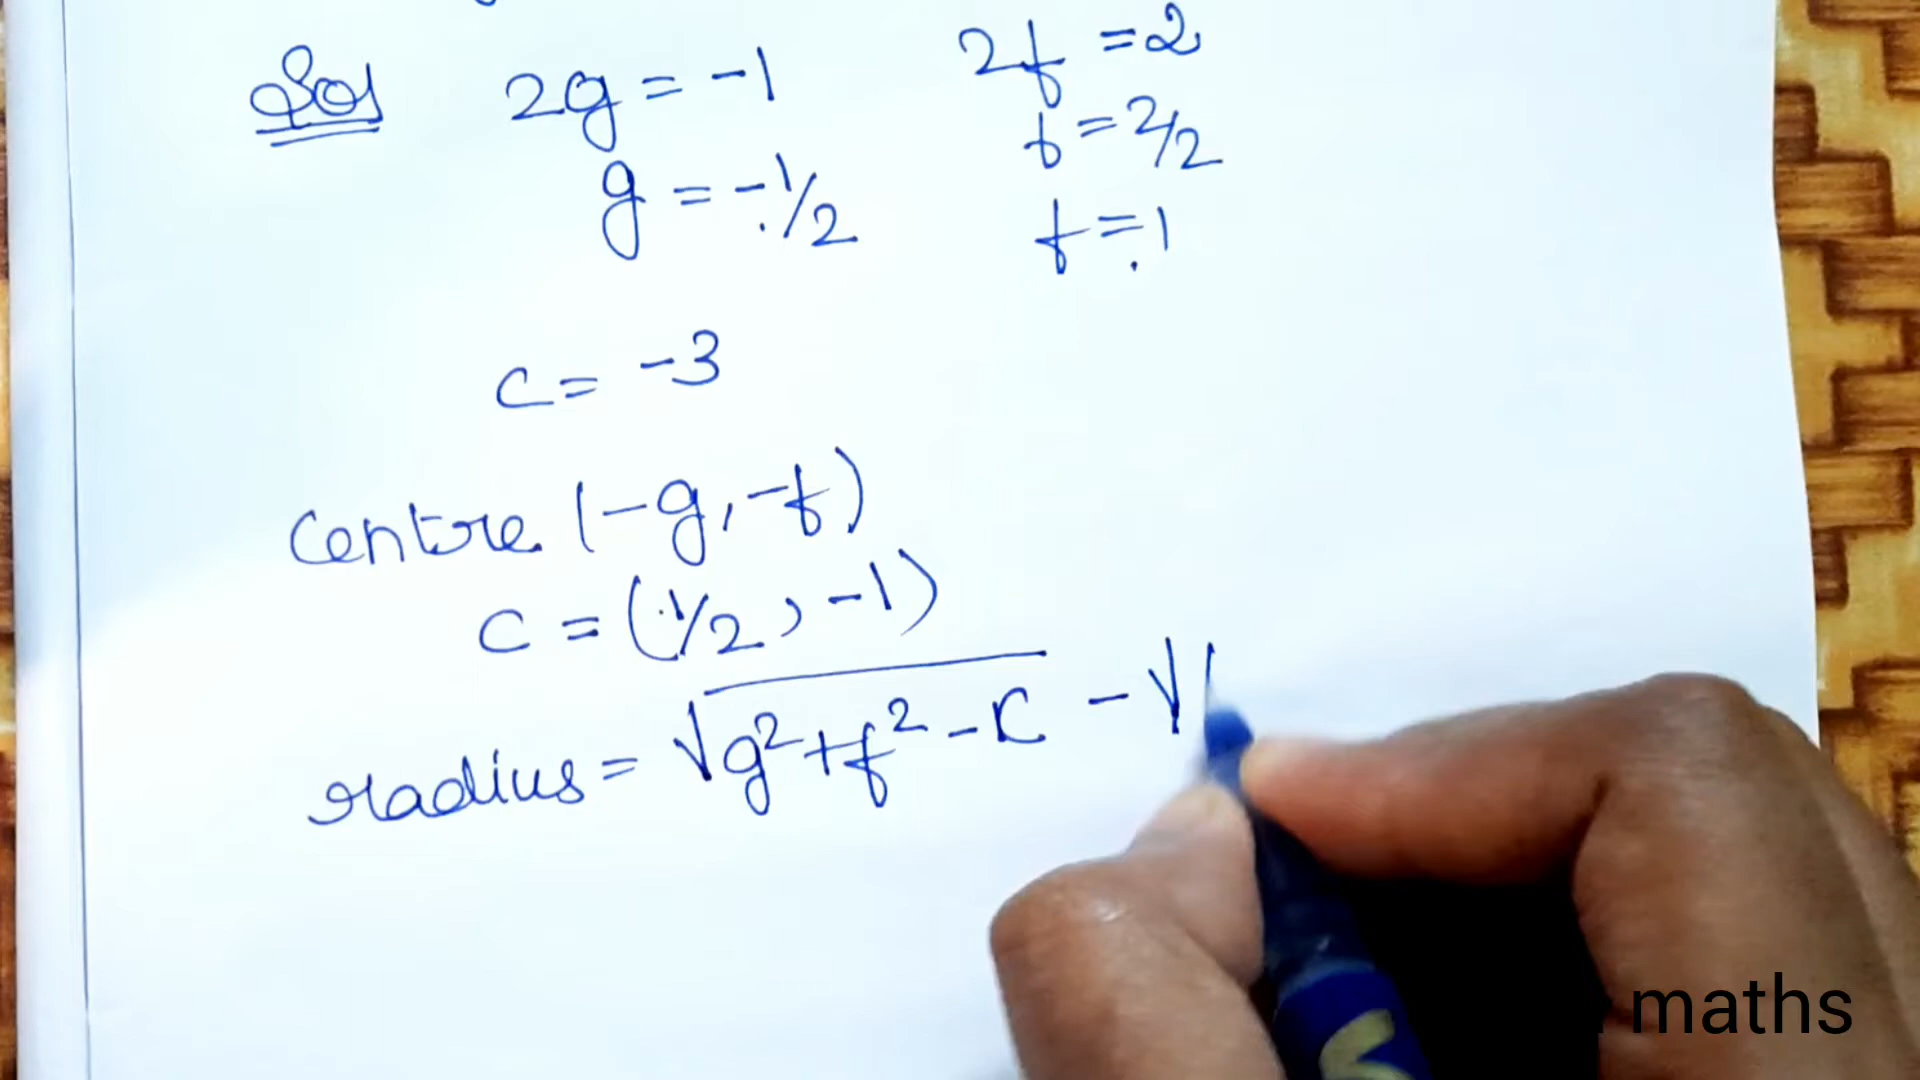 Sol 2g = -1 2f = 2
g = -1/2 f = 2/2
f = 1
c = -3
Centre (-g, -f)
C = (1/2, -1)
radius = √g²+f²-c - √
maths